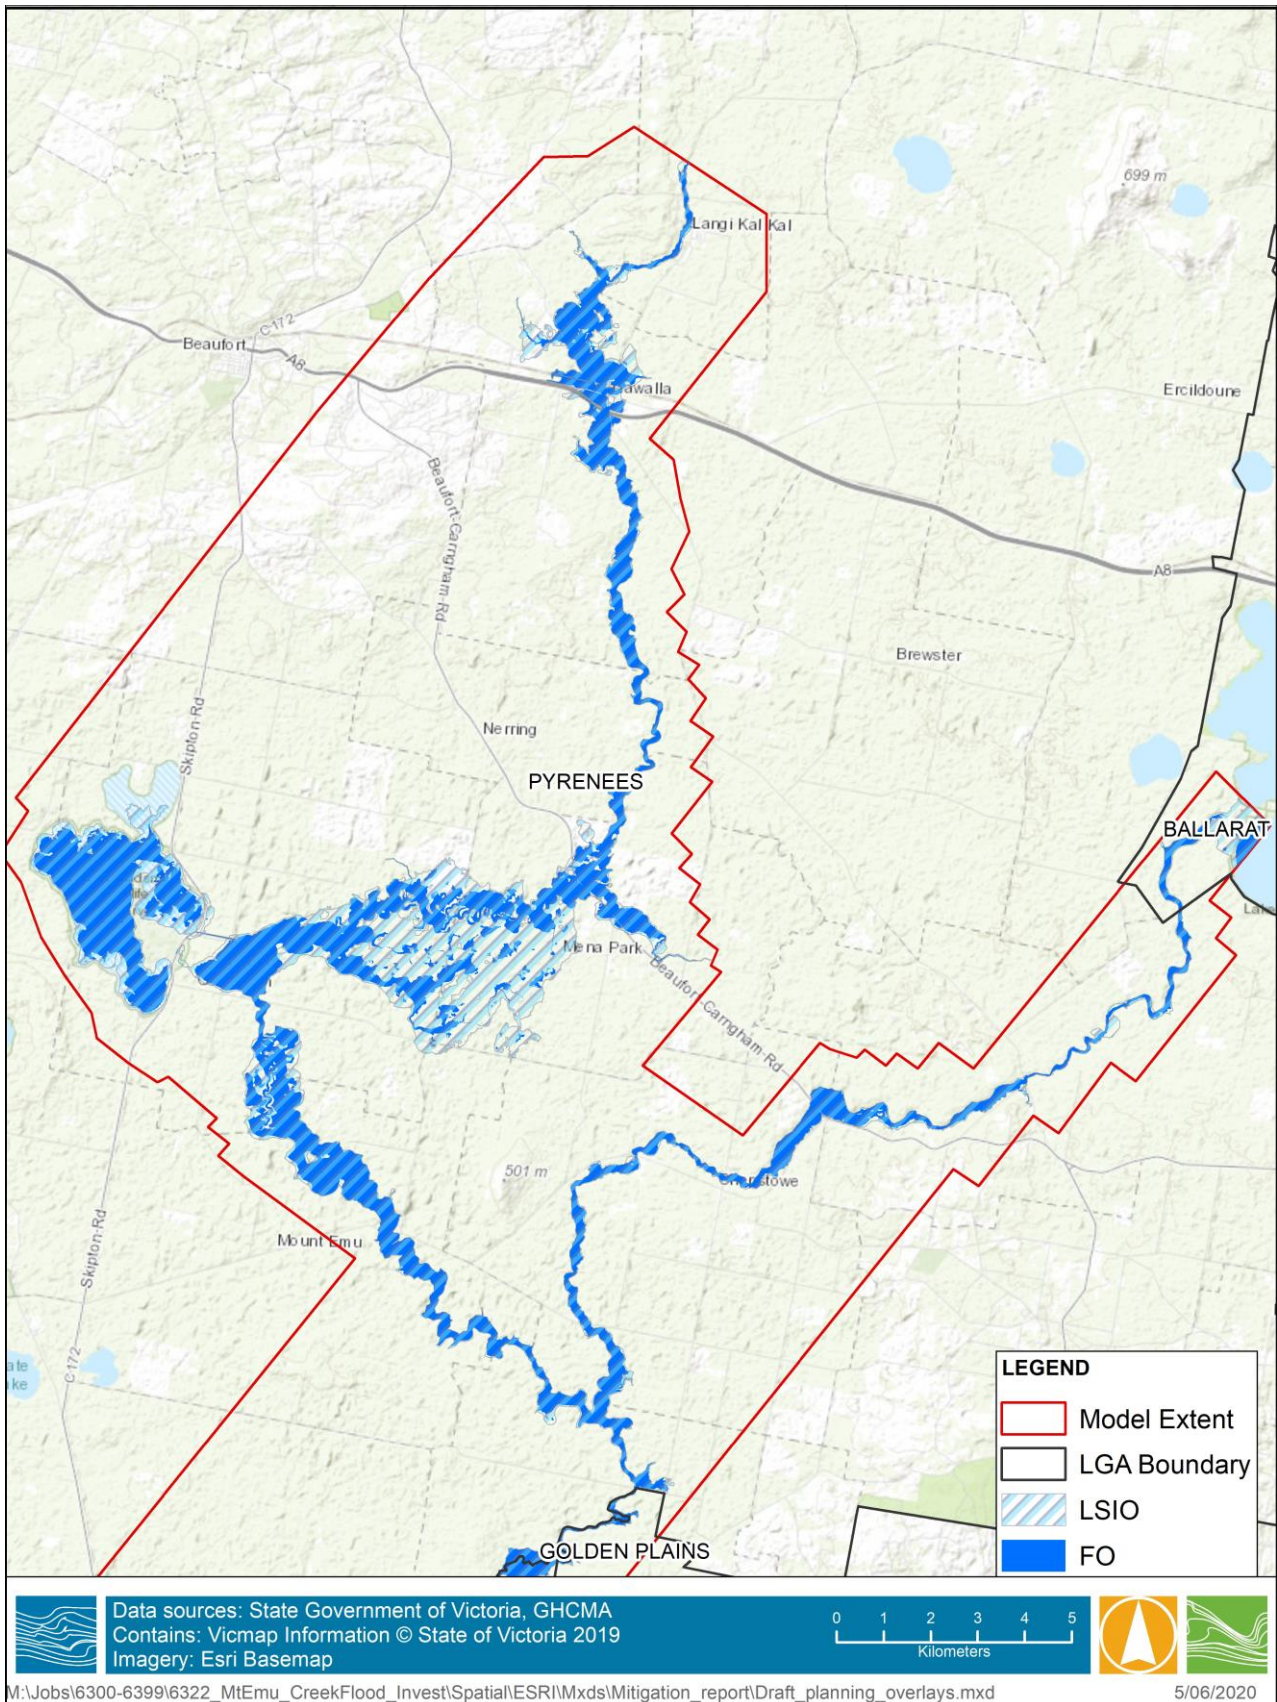 699 m
Langi Kal Kal
C172
Beaufort
A8
Ercildoune
Beaufort-Carngham-Rd
A8
Brewster
Skipton-Rd
Nerring
PYRENEES
BALLARAT
Lake
Mena Park
Beaufort-Carngham-Rd
501 m
Mount Emu
Skipton-Rd
C172
LEGEND
Model Extent
LGA Boundary
LSIO
FO
GOLDEN PLAINS
Data sources: State Government of Victoria, GHCMA
Contains: Vicmap Information © State of Victoria 2019
Imagery: Esri Basemap
0 1 2 3 4 5
Kilometers
M:\Jobs\6300-6399\6322_MtEmu_CreekFlood_Invest\Spatial\ESRI\Mxds\Mitigation_report\Draft_planning_overlays.mxd
5/06/2020